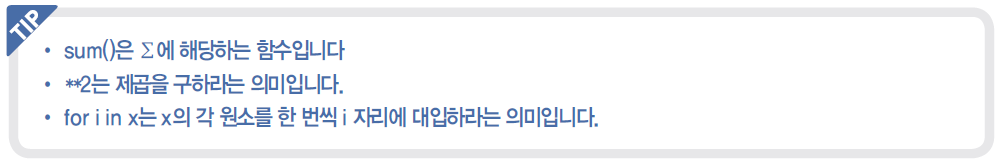 TIP
• sum()은 Σ에 해당하는 함수입니다
• **2는 제곱을 구하라는 의미입니다.
• for i in x는 x의 각 원소를 한 번씩 i 자리에 대입하라는 의미입니다.